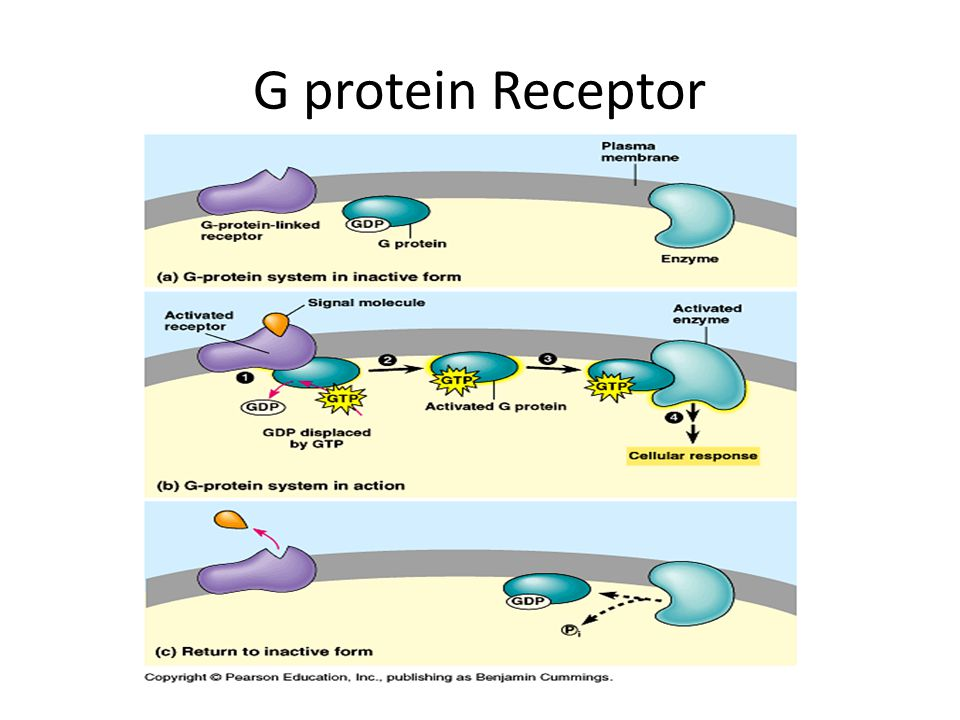 G protein Receptor
Plasma
membrane
G-protein-linked
receptor
GDP
G protein
Enzyme
(a) G-protein system in inactive form
Signal molecule
Activated
receptor
Activated
enzyme
1
2
3
GTP
GTP
GTP
GDP
Activated G protein
4
GDP displaced
by GTP
Cellular response
(b) G-protein system in action
GDP
Pi
(c) Return to inactive form
Copyright © Pearson Education, Inc., publishing as Benjamin Cummings.